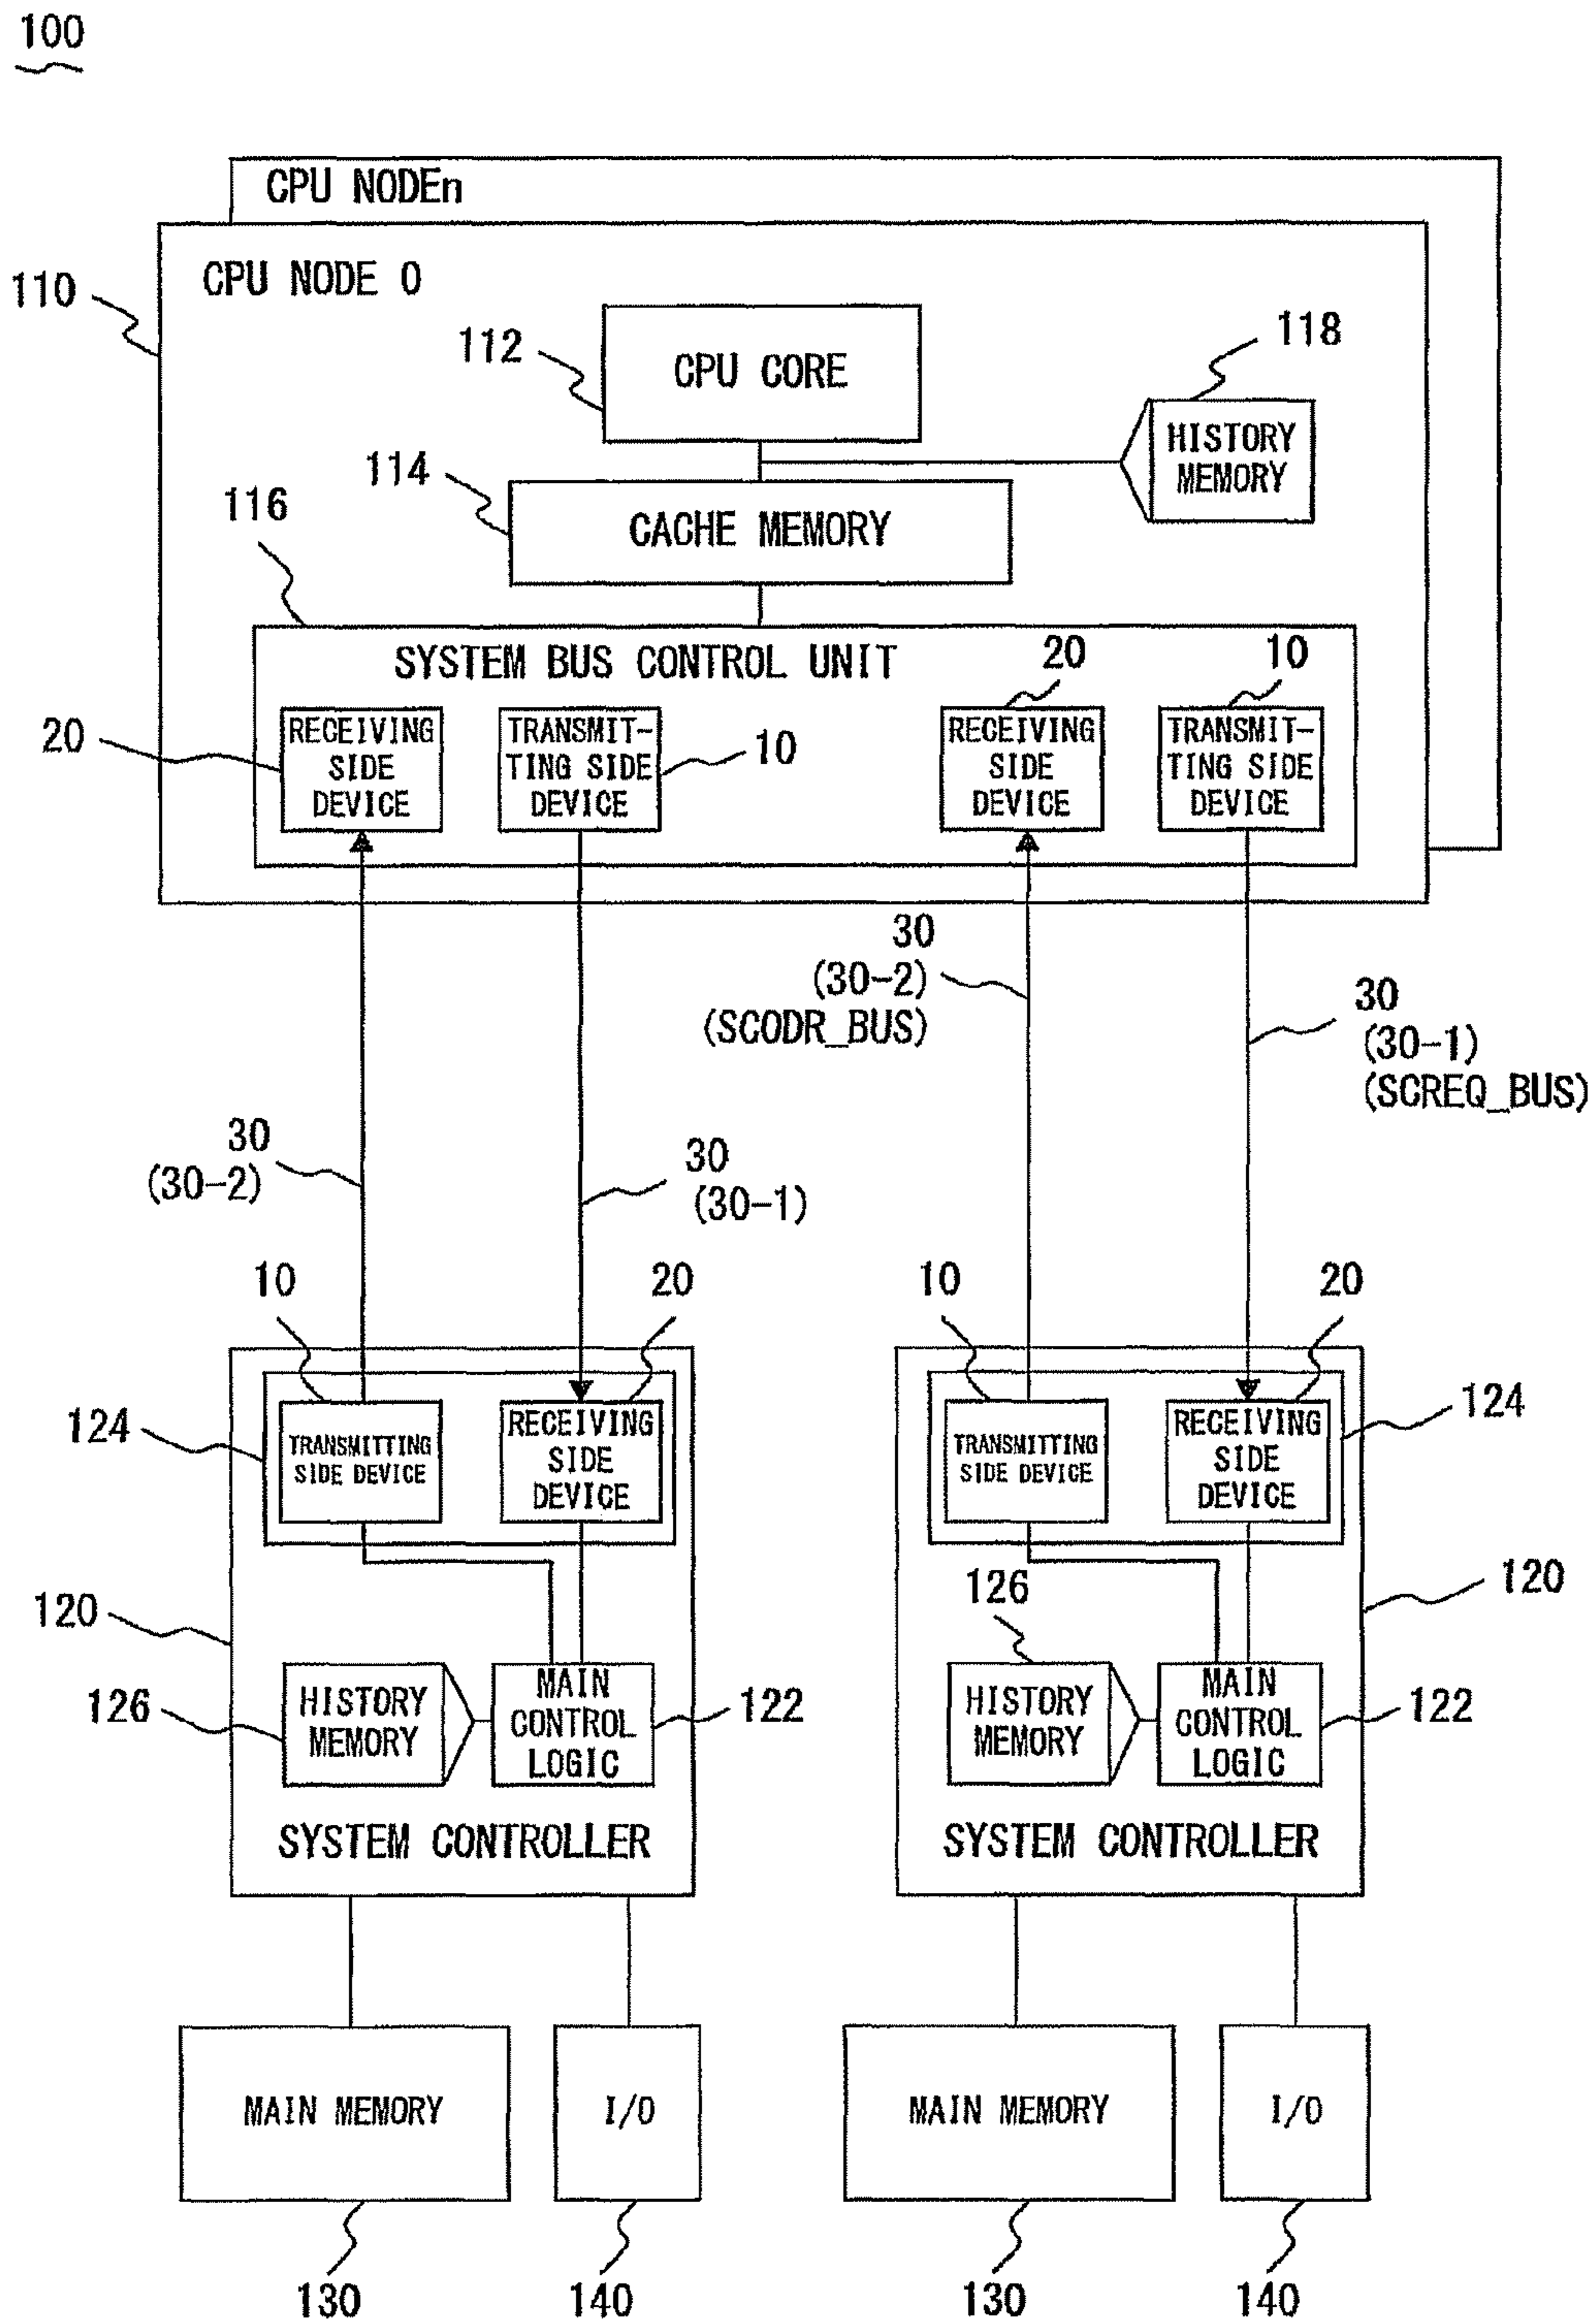 100
CPU NODEn
CPU NODE 0
110
112
CPU CORE
118
HISTORY
MEMORY
114
CACHE MEMORY
116
SYSTEM BUS CONTROL UNIT
20
10
20
RECEIVING
SIDE
DEVICE
TRANSMIT-
TING SIDE
DEVICE
10
RECEIVING
SIDE
DEVICE
TRANSMIT-
TING SIDE
DEVICE
30
(30-2)
(SCODR_BUS)
30
(30-1)
(SCREQ_BUS)
30
(30-2)
30
(30-1)
10
20
10
20
124
TRANSMITTING
SIDE DEVICE
RECEIVING
SIDE
DEVICE
TRANSMITTING
SIDE DEVICE
RECEIVING
SIDE
DEVICE
124
120
126
HISTORY
MEMORY
MAIN
CONTROL
LOGIC
122
SYSTEM CONTROLLER
126
120
HISTORY
MEMORY
MAIN
CONTROL
LOGIC
122
SYSTEM CONTROLLER
MAIN MEMORY
I/O
MAIN MEMORY
I/O
130
140
130
140